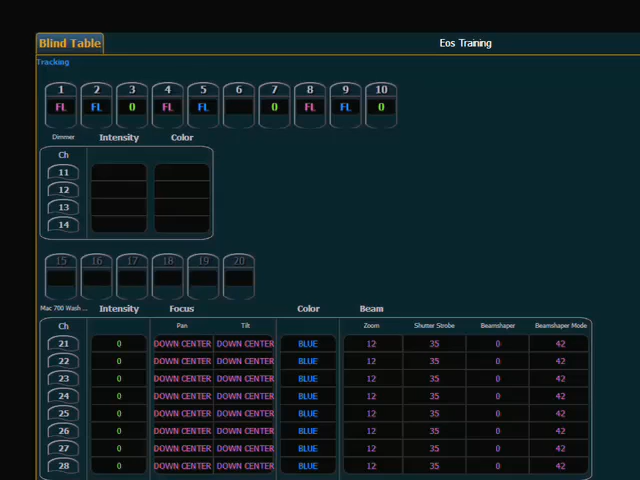 Blind Table Eos Training
Tracking
1 2 3 4 5 6 7 8 9 10
FL FL 0 FL FL 0 FL FL 0
Dimmer Intensity Color
Ch
11
12
13
14
15 16 17 18 19 20
Mac 700 Wash ... Intensity Focus Color Beam
Ch Pan Tilt Zoom Shutter Strobe Beamshaper Beamshaper Mode
21 0 DOWN CENTER DOWN CENTER BLUE 12 35 0 42
22 0 DOWN CENTER DOWN CENTER BLUE 12 35 0 42
23 0 DOWN CENTER DOWN CENTER BLUE 12 35 0 42
24 0 DOWN CENTER DOWN CENTER BLUE 12 35 0 42
25 0 DOWN CENTER DOWN CENTER BLUE 12 35 0 42
26 0 DOWN CENTER DOWN CENTER BLUE 12 35 0 42
27 0 DOWN CENTER DOWN CENTER BLUE 12 35 0 42
28 0 DOWN CENTER DOWN CENTER BLUE 12 35 0 42